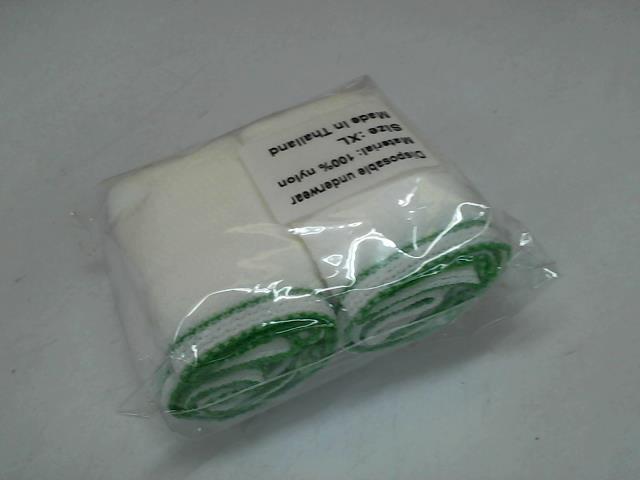 Disposable underwear
Material: 100% nylon
Size :XL
Made in Thailand